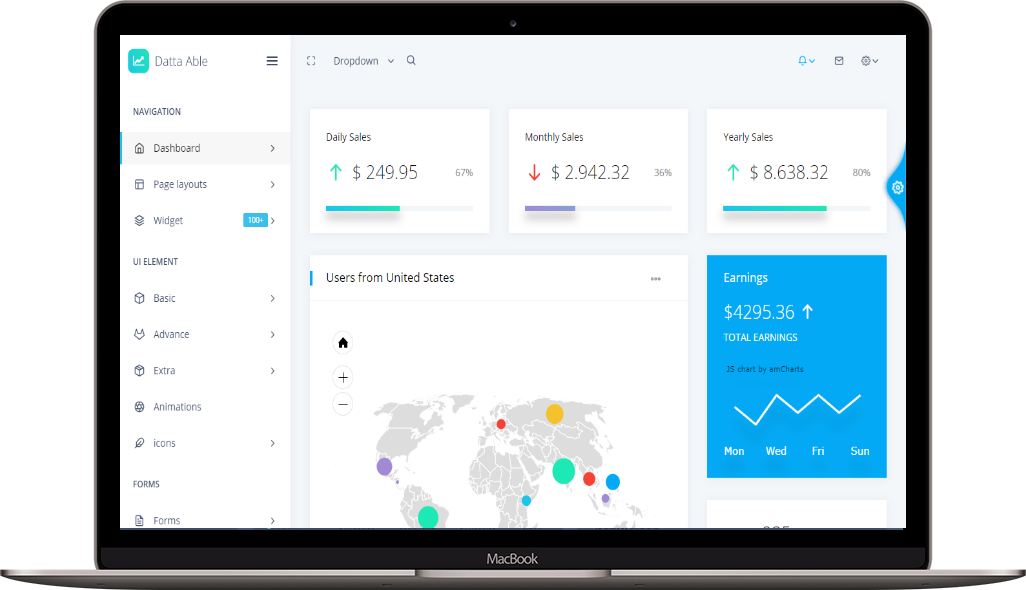 Datta Able
Dropdown
NAVIGATION
Dashboard
Page layouts
Widget 100+
UI ELEMENT
Basic
Advance
Extra
Animations
icons
FORMS
Forms
Daily Sales
$ 249.95 67%
Monthly Sales
$ 2.942.32 36%
Yearly Sales
$ 8.638.32 80%
Users from United States
Earnings
$4295.36
TOTAL EARNINGS
JS chart by amCharts
Mon Wed Fri Sun
MacBook